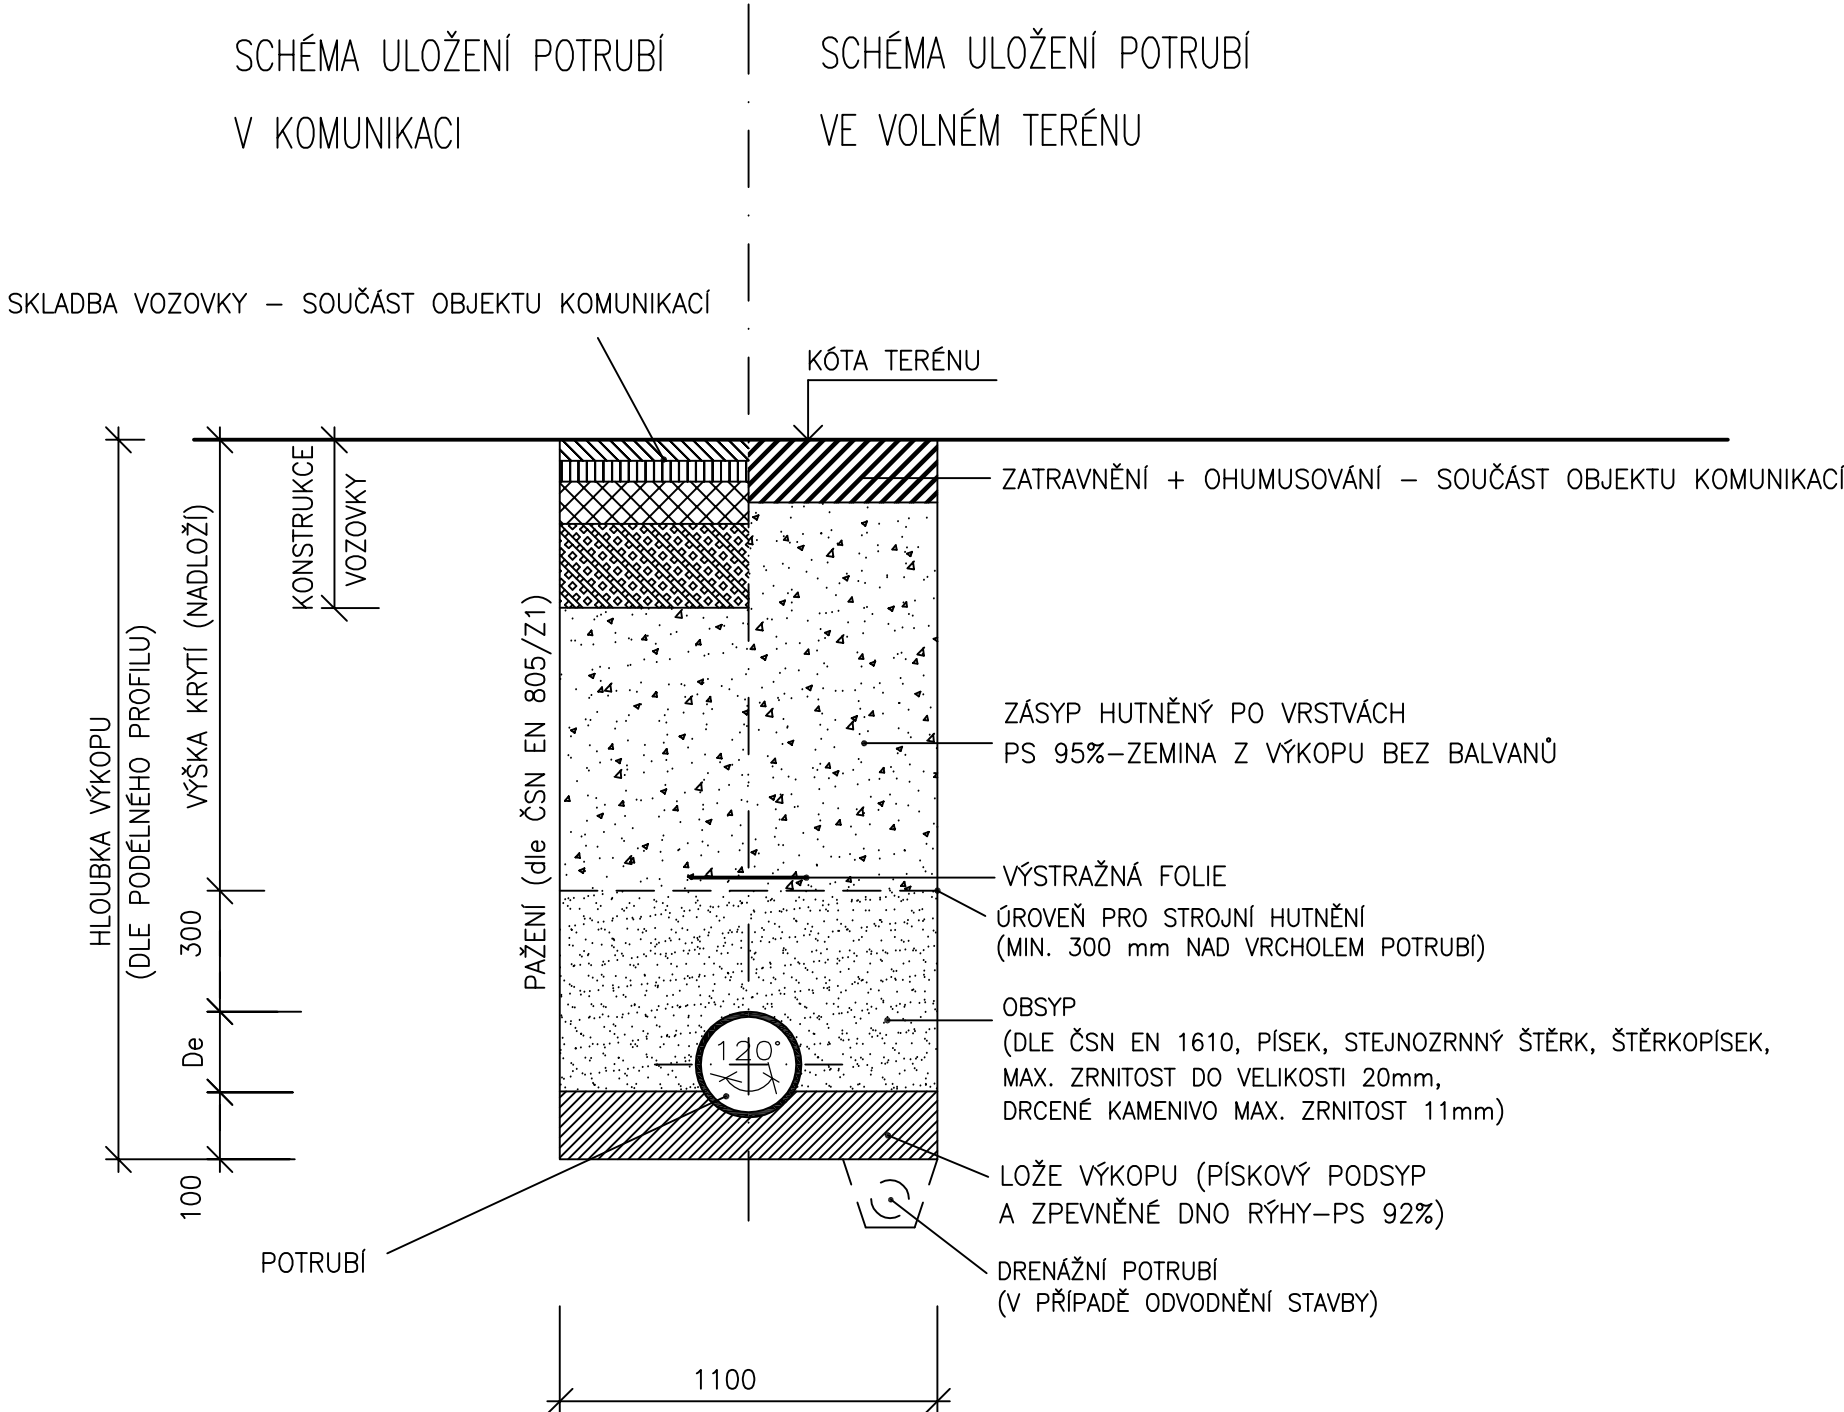 SCHÉMA ULOŽENÍ POTRUBÍ
V KOMUNIKACI
SCHÉMA ULOŽENÍ POTRUBÍ
VE VOLNÉM TERÉNU
SKLADBA VOZOVKY – SOUČÁST OBJEKTU KOMUNIKACÍ
KÓTA TERÉNU
ZATRAVNĚNÍ + OHUMUSOVÁNÍ – SOUČÁST OBJEKTU KOMUNIKACÍ
KONSTRUKCE
VOZOVKY
HLOUBKA VÝKOPU
(DLE PODÉLNÉHO PROFILU)
VÝŠKA KRYTÍ (NADLOŽÍ)
300
De
100
PAŽENÍ (dle ČSN EN 805/Z1)
ZÁSYP HUTNĚNÝ PO VRSTVÁCH
PS 95%–ZEMINA Z VÝKOPU BEZ BALVANŮ
VÝSTRAŽNÁ FOLIE
ÚROVEŇ PRO STROJNÍ HUTNĚNÍ
(MIN. 300 mm NAD VRCHOLEM POTRUBÍ)
OBSYP
(DLE ČSN EN 1610, PÍSEK, STEJNOZRNNÝ ŠTĚRK, ŠTĚRKOPÍSEK,
MAX. ZRNITOST DO VELIKOSTI 20mm,
DRCENÉ KAMENIVO MAX. ZRNITOST 11mm)
120°
LOŽE VÝKOPU (PÍSKOVÝ PODSYP
A ZPEVNĚNÉ DNO RÝHY–PS 92%)
POTRUBÍ
DRENÁŽNÍ POTRUBÍ
(V PŘÍPADĚ ODVODNĚNÍ STAVBY)
1100